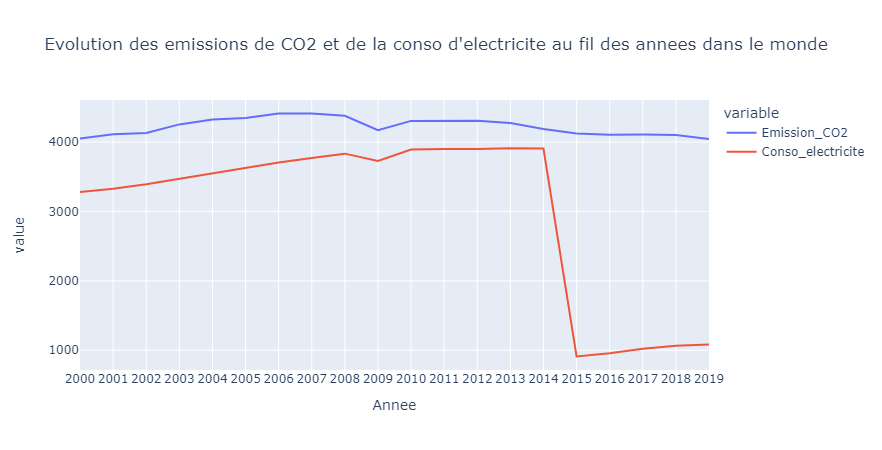 Evolution des emissions de CO2 et de la conso d'electricite au fil des annees dans le monde
variable
Emission_CO2
Conso_electricite
value
4000
3000
2000
1000
2000 2001 2002 2003 2004 2005 2006 2007 2008 2009 2010 2011 2012 2013 2014 2015 2016 2017 2018 2019
Annee